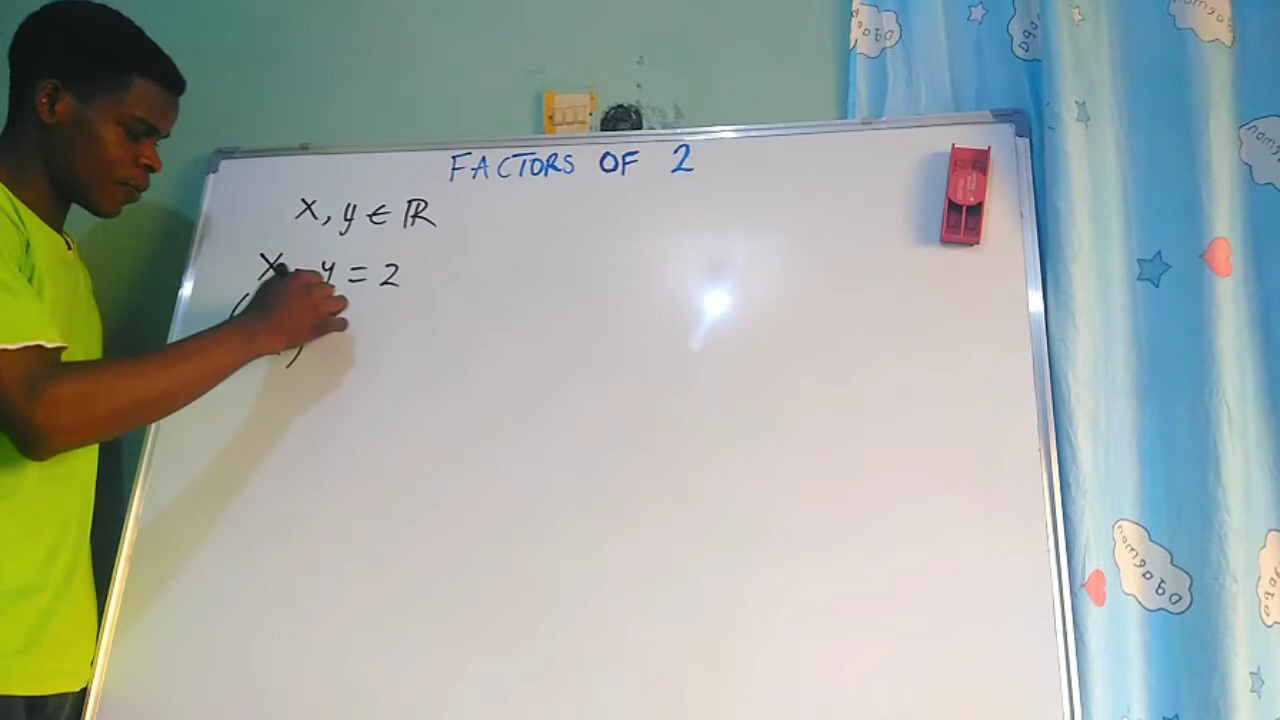 FACTORS OF 2
x, y ∈ ℝ
x y = 2